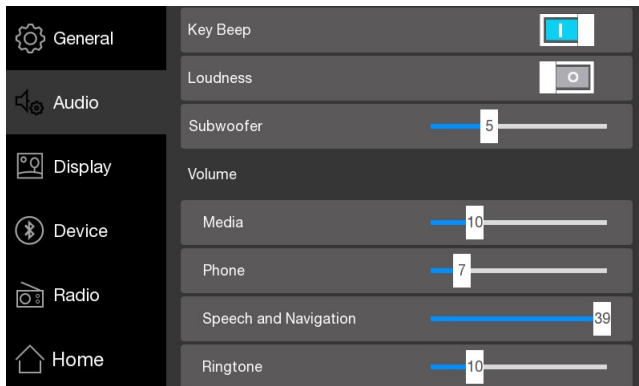 General
Audio
Display
Device
Radio
Home
Key Beep
Loudness
Subwoofer 5
Volume
Media 10
Phone 7
Speech and Navigation 39
Ringtone 10